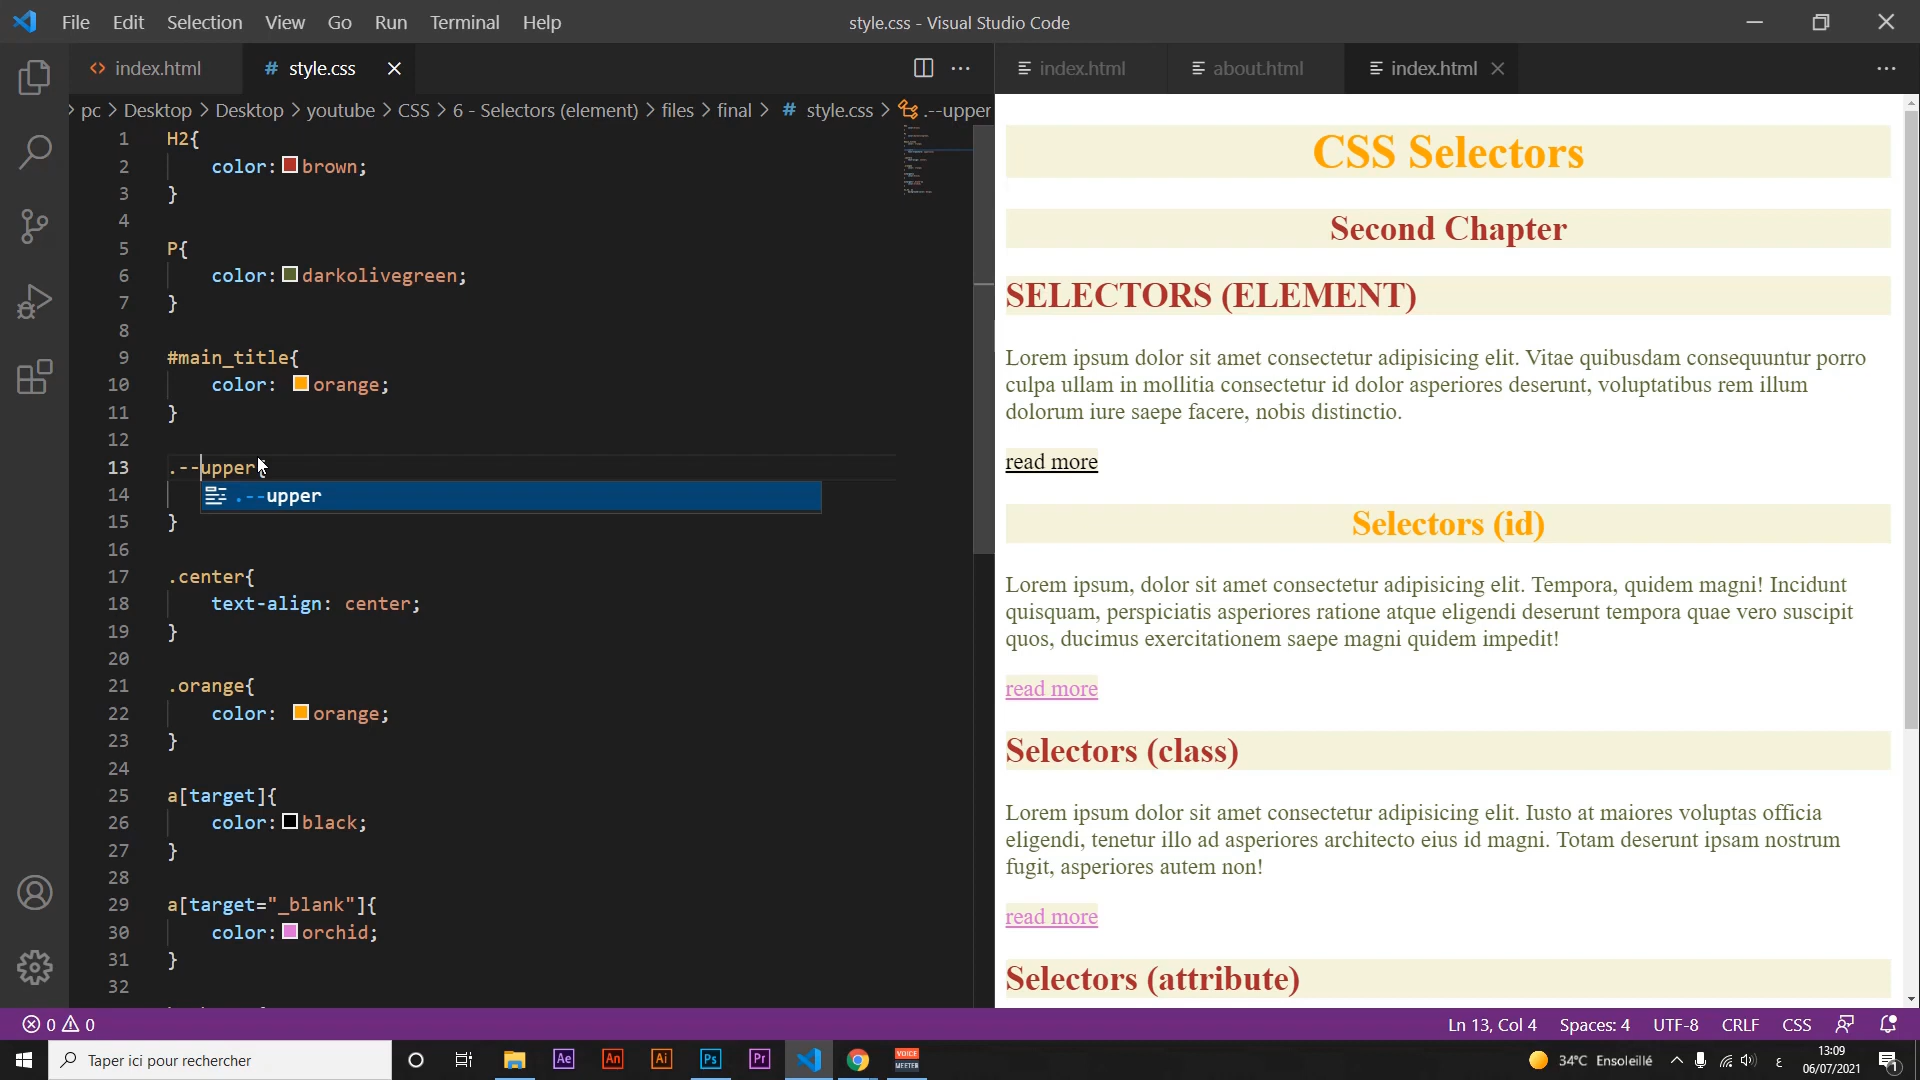 File Edit Selection View Go Run Terminal Help
style.css - Visual Studio Code
index.html
# style.css
index.html
about.html
index.html
pc > Desktop > Desktop > youtube > CSS > 6 - Selectors (element) > files > final > # style.css > .--upper
1 H2{
2 color: brown;
3 }
4
5 P{
6 color: darkolivegreen;
7 }
8
9 #main_title{
10 color: orange;
11 }
12
13 .--upper{
14 .--upper
15 }
16
17 .center{
18 text-align: center;
19 }
20
21 .orange{
22 color: orange;
23 }
24
25 a[target]{
26 color: black;
27 }
28
29 a[target="_blank"]{
30 color: orchid;
31 }
32
CSS Selectors
Second Chapter
SELECTORS (ELEMENT)
Lorem ipsum dolor sit amet consectetur adipisicing elit. Vitae quibusdam consequuntur porro
culpa ullam in mollitia consectetur id dolor asperiores deserunt, voluptatibus rem illum
dolorum iure saepe facere, nobis distinctio.
read more
Selectors (id)
Lorem ipsum, dolor sit amet consectetur adipisicing elit. Tempora, quidem magni! Incidunt
quisquam, perspiciatis asperiores ratione atque eligendi deserunt tempora quae vero suscipit
quos, ducimus exercitationem saepe magni quidem impedit!
read more
Selectors (class)
Lorem ipsum dolor sit amet consectetur adipisicing elit. Iusto at maiores voluptas officia
eligendi, tenetur illo ad asperiores architecto eius id magni. Totam deserunt ipsam nostrum
fugit, asperiores autem non!
read more
Selectors (attribute)
0 0
Ln 13, Col 4
Spaces: 4
UTF-8
CRLF
CSS
Taper ici pour rechercher
Ae
An
Ai
Ps
Pr
VOICE
MEETER
34°C Ensoleillé
ع
13:09
06/07/2021
1